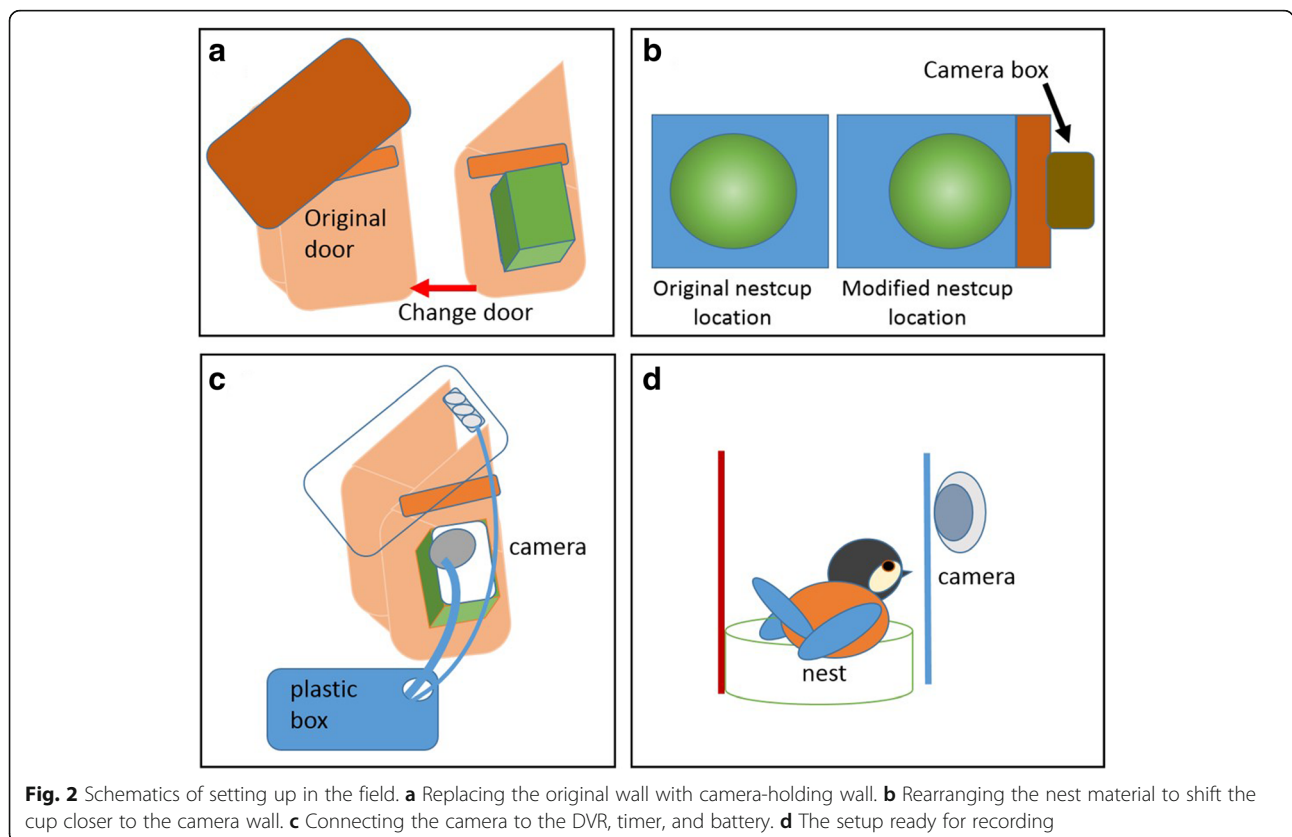 a
Original
door
Change door
b
Camera box
Original nestcup
location
Modified nestcup
location
c
camera
plastic
box
d
camera
nest
Fig. 2 Schematics of setting up in the field. a Replacing the original wall with camera-holding wall. b Rearranging the nest material to shift the
cup closer to the camera wall. c Connecting the camera to the DVR, timer, and battery. d The setup ready for recording